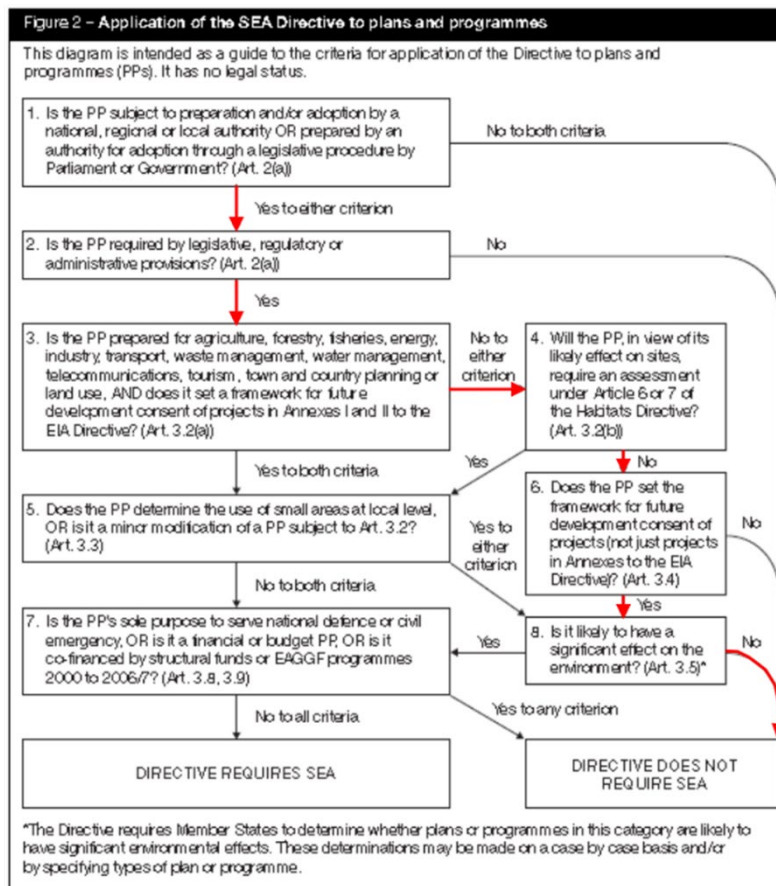 Figure 2 – Application of the SEA Directive to plans and programmes
This diagram is intended as a guide to the criteria for application of the Directive to plans and
programmes (PPs). It has no legal status.
1. Is the PP subject to preparation and/or adoption by a
national, regional or local authority OR prepared by an
authority for adoption through a legislative procedure by
Parliament or Government? (Art. 2(a))
No to both criteria
Yes to either criterion
2. Is the PP required by legislative, regulatory or
administrative provisions? (Art. 2(a))
No
Yes
3. Is the PP prepared for agriculture, forestry, fisheries, energy,
industry, transport, waste management, water management,
telecommunications, tourism, town and country planning or
land use, AND does it set a framework for future
development consent of projects in Annexes I and II to the
EIA Directive? (Art. 3.2(a))
No to
either
criterion
4. Will the PP, in view of its
likely effect on sites,
require an assessment
under Article 6 or 7 of
the Habitats Directive?
(Art. 3.2(b))
Yes to both criteria
Yes
No
5. Does the PP determine the use of small areas at local level,
OR is it a minor modification of a PP subject to Art. 3.2?
(Art. 3.3)
Yes to
either
criterion
6. Does the PP set the
framework for future
development consent of
projects (not just projects
in Annexes to the EIA
Directive)? (Art. 3.4)
No
No to both criteria
Yes
7. Is the PP's sole purpose to serve national defence or civil
emergency, OR is it a financial or budget PP, OR is it
co-financed by structural funds or EAGGF programmes
2000 to 2006/7? (Art. 3.8, 3.9)
Yes
8. Is it likely to have a
significant effect on the
environment? (Art. 3.5)*
No
No to all criteria
Yes to any criterion
DIRECTIVE REQUIRES SEA
DIRECTIVE DOES NOT
REQUIRE SEA
*The Directive requires Member States to determine whether plans or programmes in this category are likely to
have significant environmental effects. These determinations may be made on a case by case basis and/or
by specifying types of plan or programme.